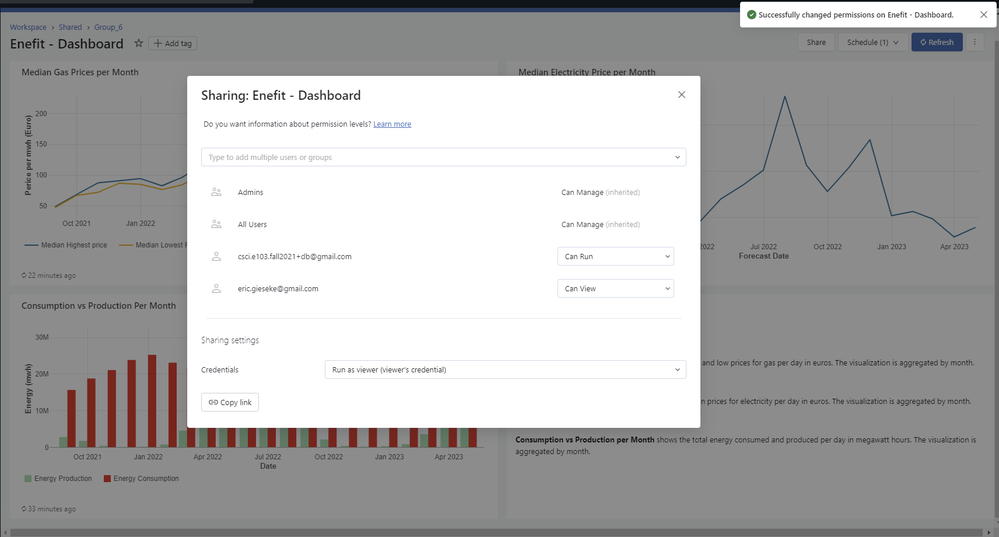 Successfully changed permissions on Enefit - Dashboard.
Workspace > Shared > Group_6
Enefit - Dashboard
Add tag
Share
Schedule (1)
Refresh
Median Gas Prices per Month
Perice per mwh (Euro)
200
150
100
50
Oct 2021
Jan 2022
Median Highest price
Median Lowest
22 minutes ago
Median Electricity Price per Month
2022
Jul 2022
Oct 2022
Jan 2023
Apr 2023
Forecast Date
Sharing: Enefit - Dashboard
Do you want information about permission levels? Learn more
Type to add multiple users or groups
Admins
Can Manage (inherited)
All Users
Can Manage (inherited)
csci.e103.fall2021+db@gmail.com
Can Run
eric.gieseke@gmail.com
Can View
Sharing settings
Credentials
Run as viewer (viewer's credential)
Copy link
Consumption vs Production Per Month
Energy (mwh)
30M
20M
10M
0
Oct 2021
Jan 2022
Apr 2022
Jul 2022
Oct 2022
Jan 2023
Apr 2023
Date
Energy Production
Energy Consumption
33 minutes ago
and low prices for gas per day in euros. The visualization is aggregated by month.
prices for electricity per day in euros. The visualization is aggregated by month.
Consumption vs Production per Month shows the total energy consumed and produced per day in megawatt hours. The visualization is
aggregated by month.